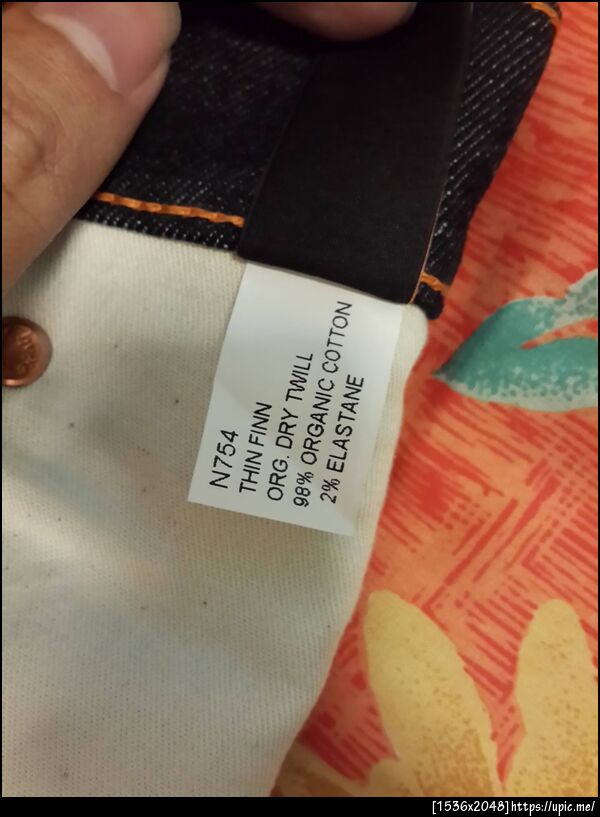 N754
THIN FINN
ORG. DRY TWILL
98% ORGANIC COTTON
2% ELASTANE
[1536x2048]https://upic.me/